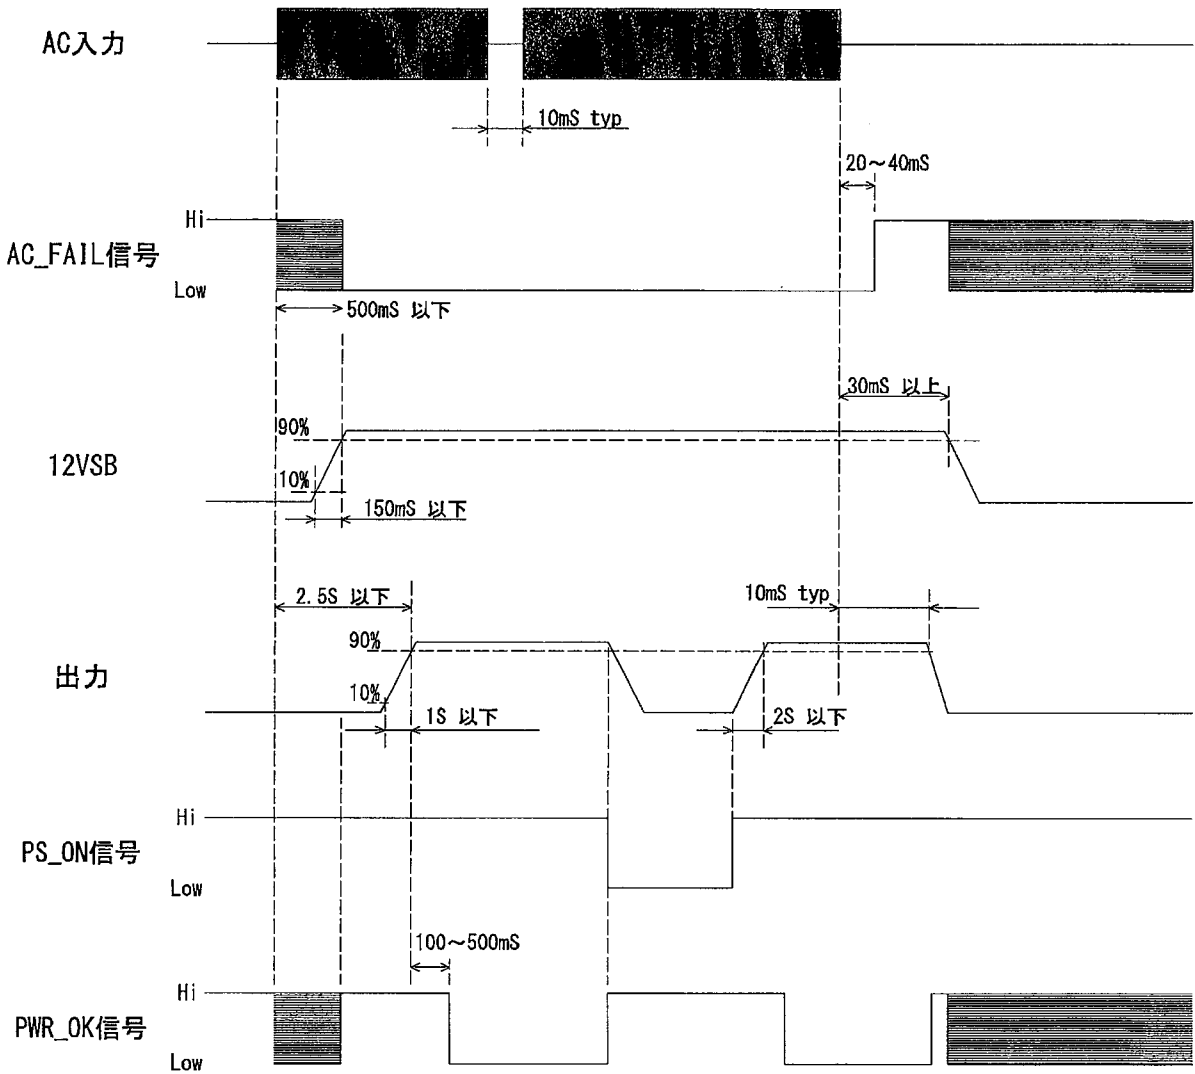 AC入力
10mS typ
20～40mS
Hi
AC_FAIL信号
Low
500mS 以下
30mS 以上
90%
12VSB
10%
150mS 以下
2.5S 以下
10mS typ
90%
出力
10%
1S 以下
2S 以下
Hi
PS_ON信号
Low
100～500mS
Hi
PWR_OK信号
Low